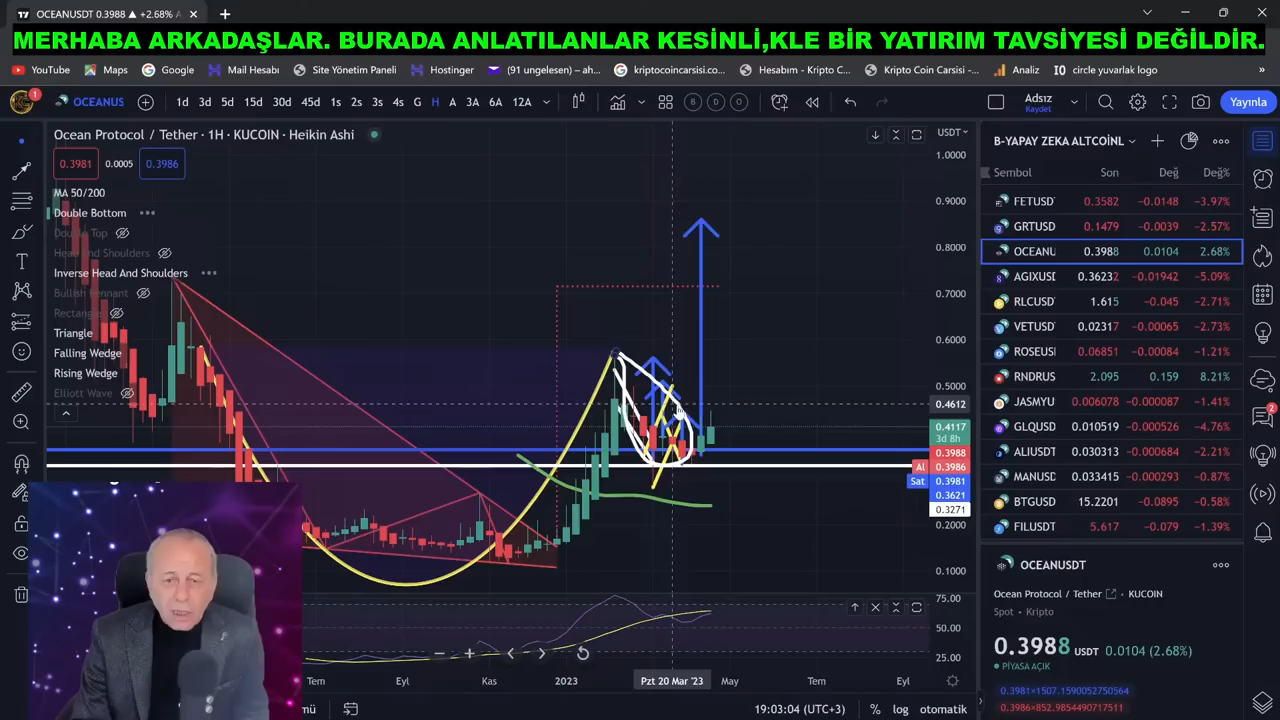 OCEANUSDT 0.3988 ▲ +2.68% A
MERHABA ARKADAŞLAR. BURADA ANLATILANLAR KESİNLİ,KLE BİR YATIRIM TAVSİYESİ DEĞİLDİR.
YouTube Maps Google Mail Hesabı Site Yönetim Paneli Hostinger (91 ungelesen) – ah... kriptocoincarsisi.co... Hesabım - Kripto C... Kripto Coin Carsisi -... Analiz IO circle yuvarlak logo »
1 OCEANUS 1d 3d 5d 15d 30d 45d 1s 2s 3s 4s G H A 3A 6A 12A B D O Adsız Kaydet Yayınla
Ocean Protocol / Tether · 1H · KUCOIN · Heikin Ashi
USDT
0.3981 0.0005 0.3986
MA 50/200
Double Bottom
Double Top
Head and Shoulders
Inverse Head And Shoulders
Bullish Pennant
Rectang
Triangle
Falling Wedge
Rising Wedge
Elliott Wave
1.0000
0.9000
0.8000
0.7000
0.6000
0.5000
0.4612
0.4117
3d 8h
0.3988
Al 0.3986
Sat 0.3981
0.3621
0.3271
0.2000
0.1000
75.00
50.00
25.00
Tem Eyl Kas 2023 Pzt 20 Mar '23 May Tem Eyl
mü 19:03:04 (UTC+3) % log otomatik
B-YAPAY ZEKA ALTCOİNL
Sembol Son Değ Değ%
FETUSD 0.3582 −0.0148 −3.97%
GRTUSD 0.1479 −0.0039 −2.57%
OCEANU 0.3988 0.0104 2.68%
AGIXUSD 0.36232 −0.01942 −5.09%
RLCUSD 1.615 −0.045 −2.71%
VETUSD 0.02317 −0.00065 −2.73%
ROSEUS 0.06851 −0.00084 −1.21%
RNDRUS 2.095 0.159 8.21%
JASMYU 0.006078 −0.000087 −1.41%
GLQUSD 0.010519 −0.000526 −4.76%
ALIUSDT 0.030313 −0.000684 −2.21%
MANUSD 0.033415 −0.000293 −0.87%
BTGUSD 15.2201 −0.0895 −0.58%
FILUSDT 5.617 −0.079 −1.39%
2
OCEANUSDT
Ocean Protocol / Tether · KUCOIN
Spot · Kripto
0.3988 USDT 0.0104 (2.68%)
PİYASA AÇIK
0.3981×1507.1590052750564
0.3986×852.9854490717511